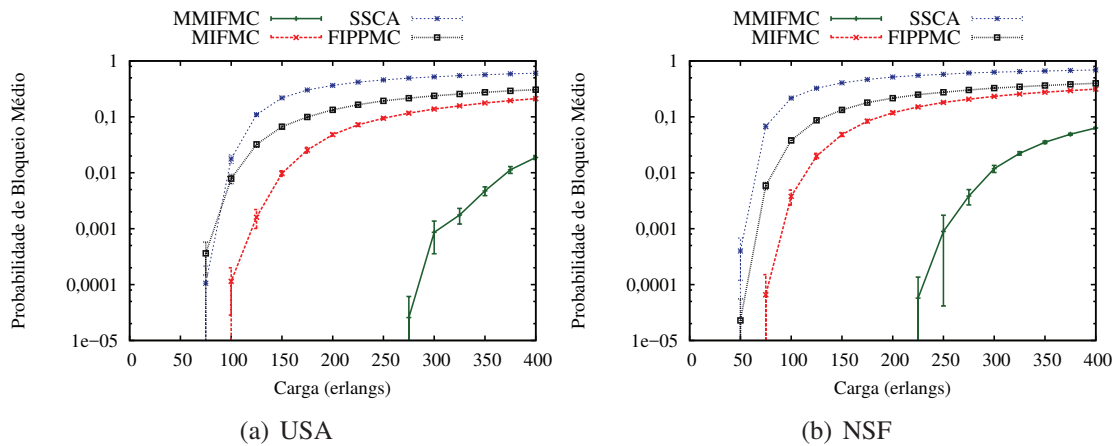 MMIFMC SSCA
MIFMC FIPPMC
Probabilidade de Bloqueio Médio
1
0.1
0,01
0,001
0,0001
1e-05
0 50 100 150 200 250 300 350 400
Carga (erlangs)
(a) USA
MMIFMC SSCA
MIFMC FIPPMC
Probabilidade de Bloqueio Médio
1
0.1
0,01
0,001
0,0001
1e-05
0 50 100 150 200 250 300 350 400
Carga (erlangs)
(b) NSF